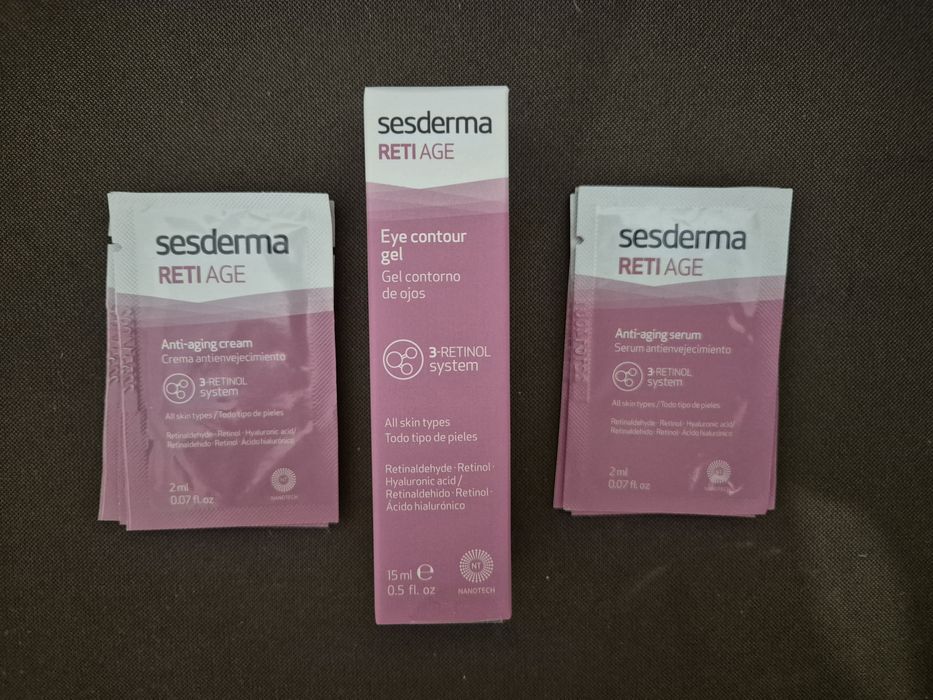 sesderma
RETI AGE
Anti-aging cream
Crema antienvejecimiento
3-RETINOL
system
All skin types / Todo tipo de pieles
Retinaldehyde · Retinol · Hyaluronic acid/
Retinaldehído · Retinol · Ácido hialurónico
2 ml
0.07 fl. oz
NT
NANOTECH
sesderma
RETI AGE
Eye contour
gel
Gel contorno
de ojos
3-RETINOL
system
All skin types
Todo tipo de pieles
Retinaldehyde · Retinol ·
Hyaluronic acid /
Retinaldehído · Retinol ·
Ácido hialurónico
15 ml ℮
0.5 fl. oz
NT
NANOTECH
sesderma
RETI AGE
Anti-aging serum
Serum antienvejecimiento
3-RETINOL
system
All skin types / Todo tipo de pieles
Retinaldehyde · Retinol · Hyaluronic acid/
Retinaldehído · Retinol · Ácido hialurónico
2 ml
0.07 fl. oz
NT
NANOTECH